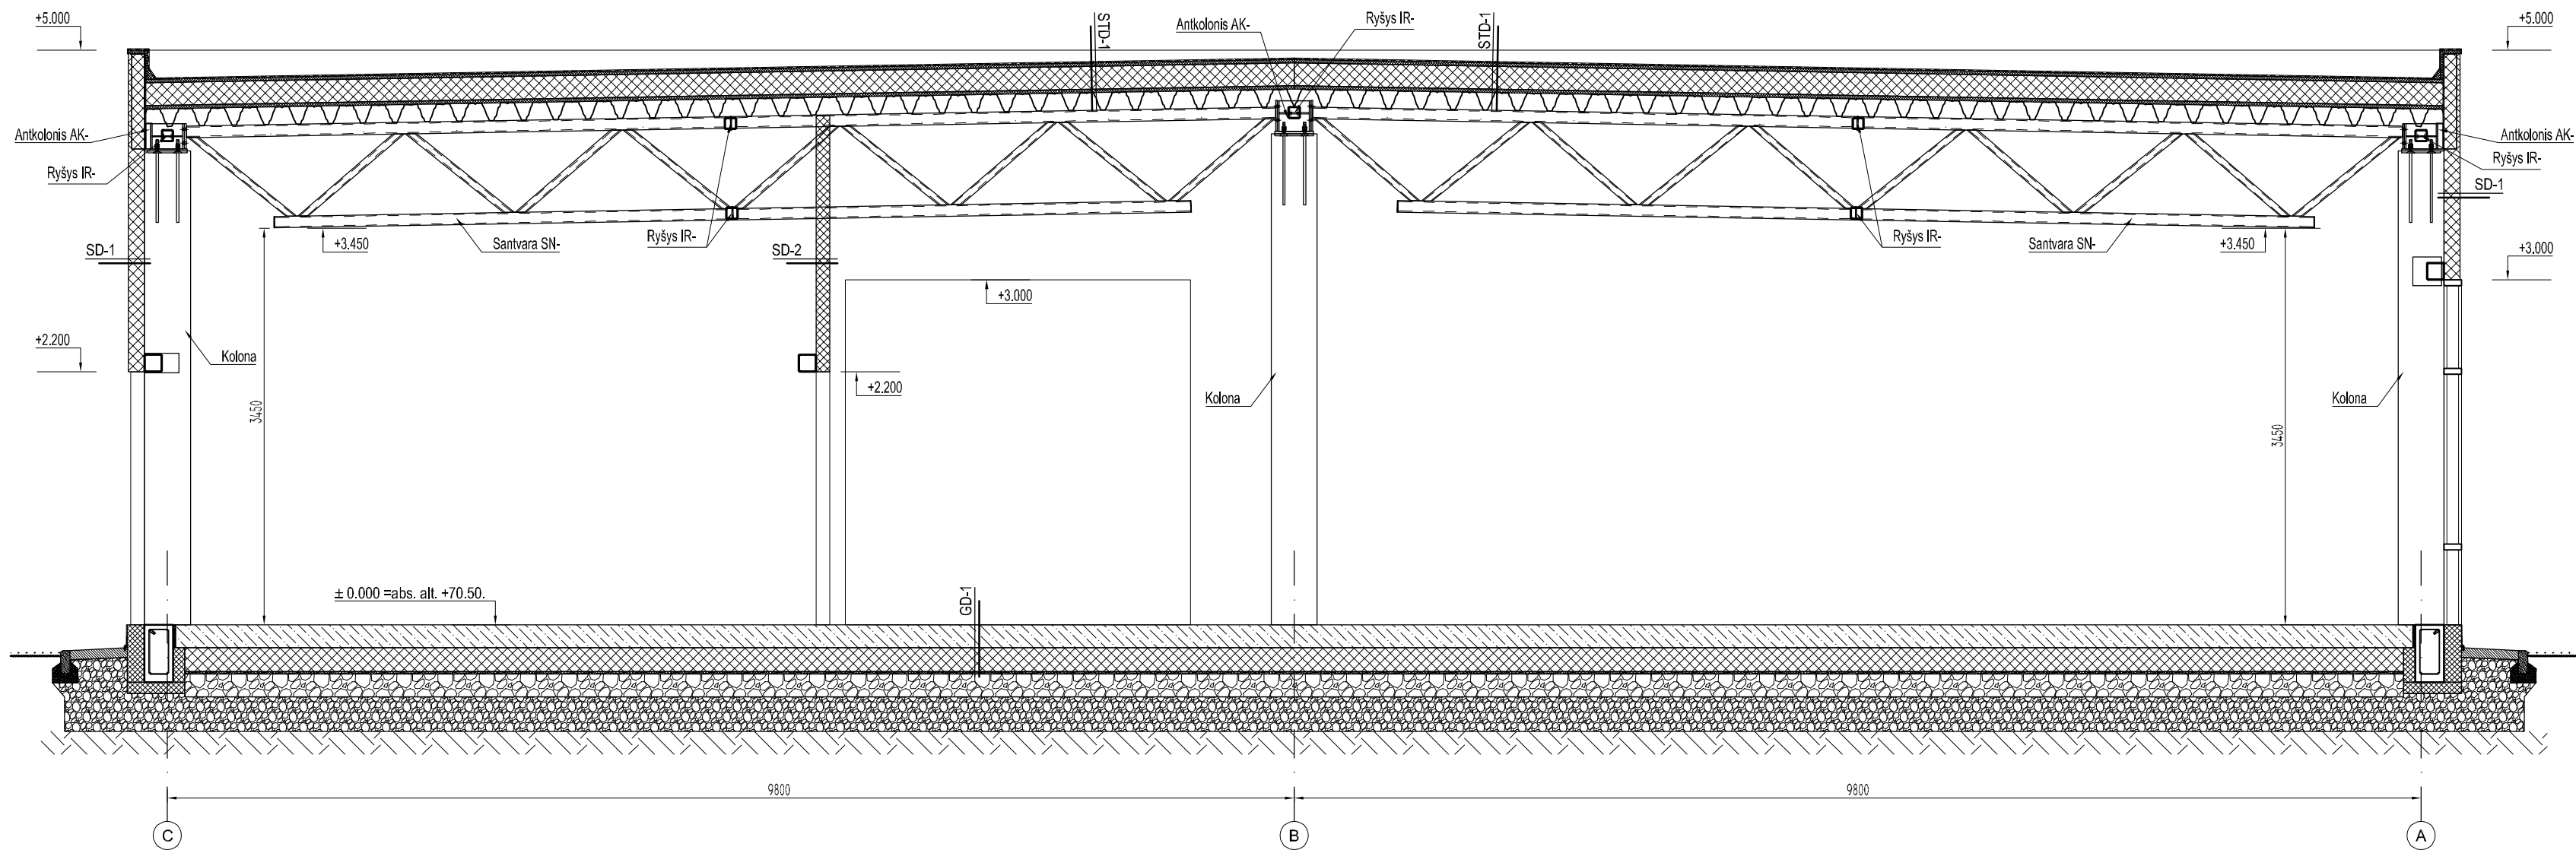 +5.000
STD-1
Antkolonis AK-
Ryšys IR-
STD-1
+5.000
Antkolonis AK-
Ryšys IR-
Antkolonis AK-
Ryšys IR-
SD-1
SD-1
+3.450
Santvara SN-
Ryšys IR-
SD-2
Ryšys IR-
Santvara SN-
+3.450
+3.000
+3.000
+2.200
Kolona
+2.200
Kolona
Kolona
3450
3450
± 0.000 =abs. alt. +70.50.
GD-1
9800
9800
C
B
A